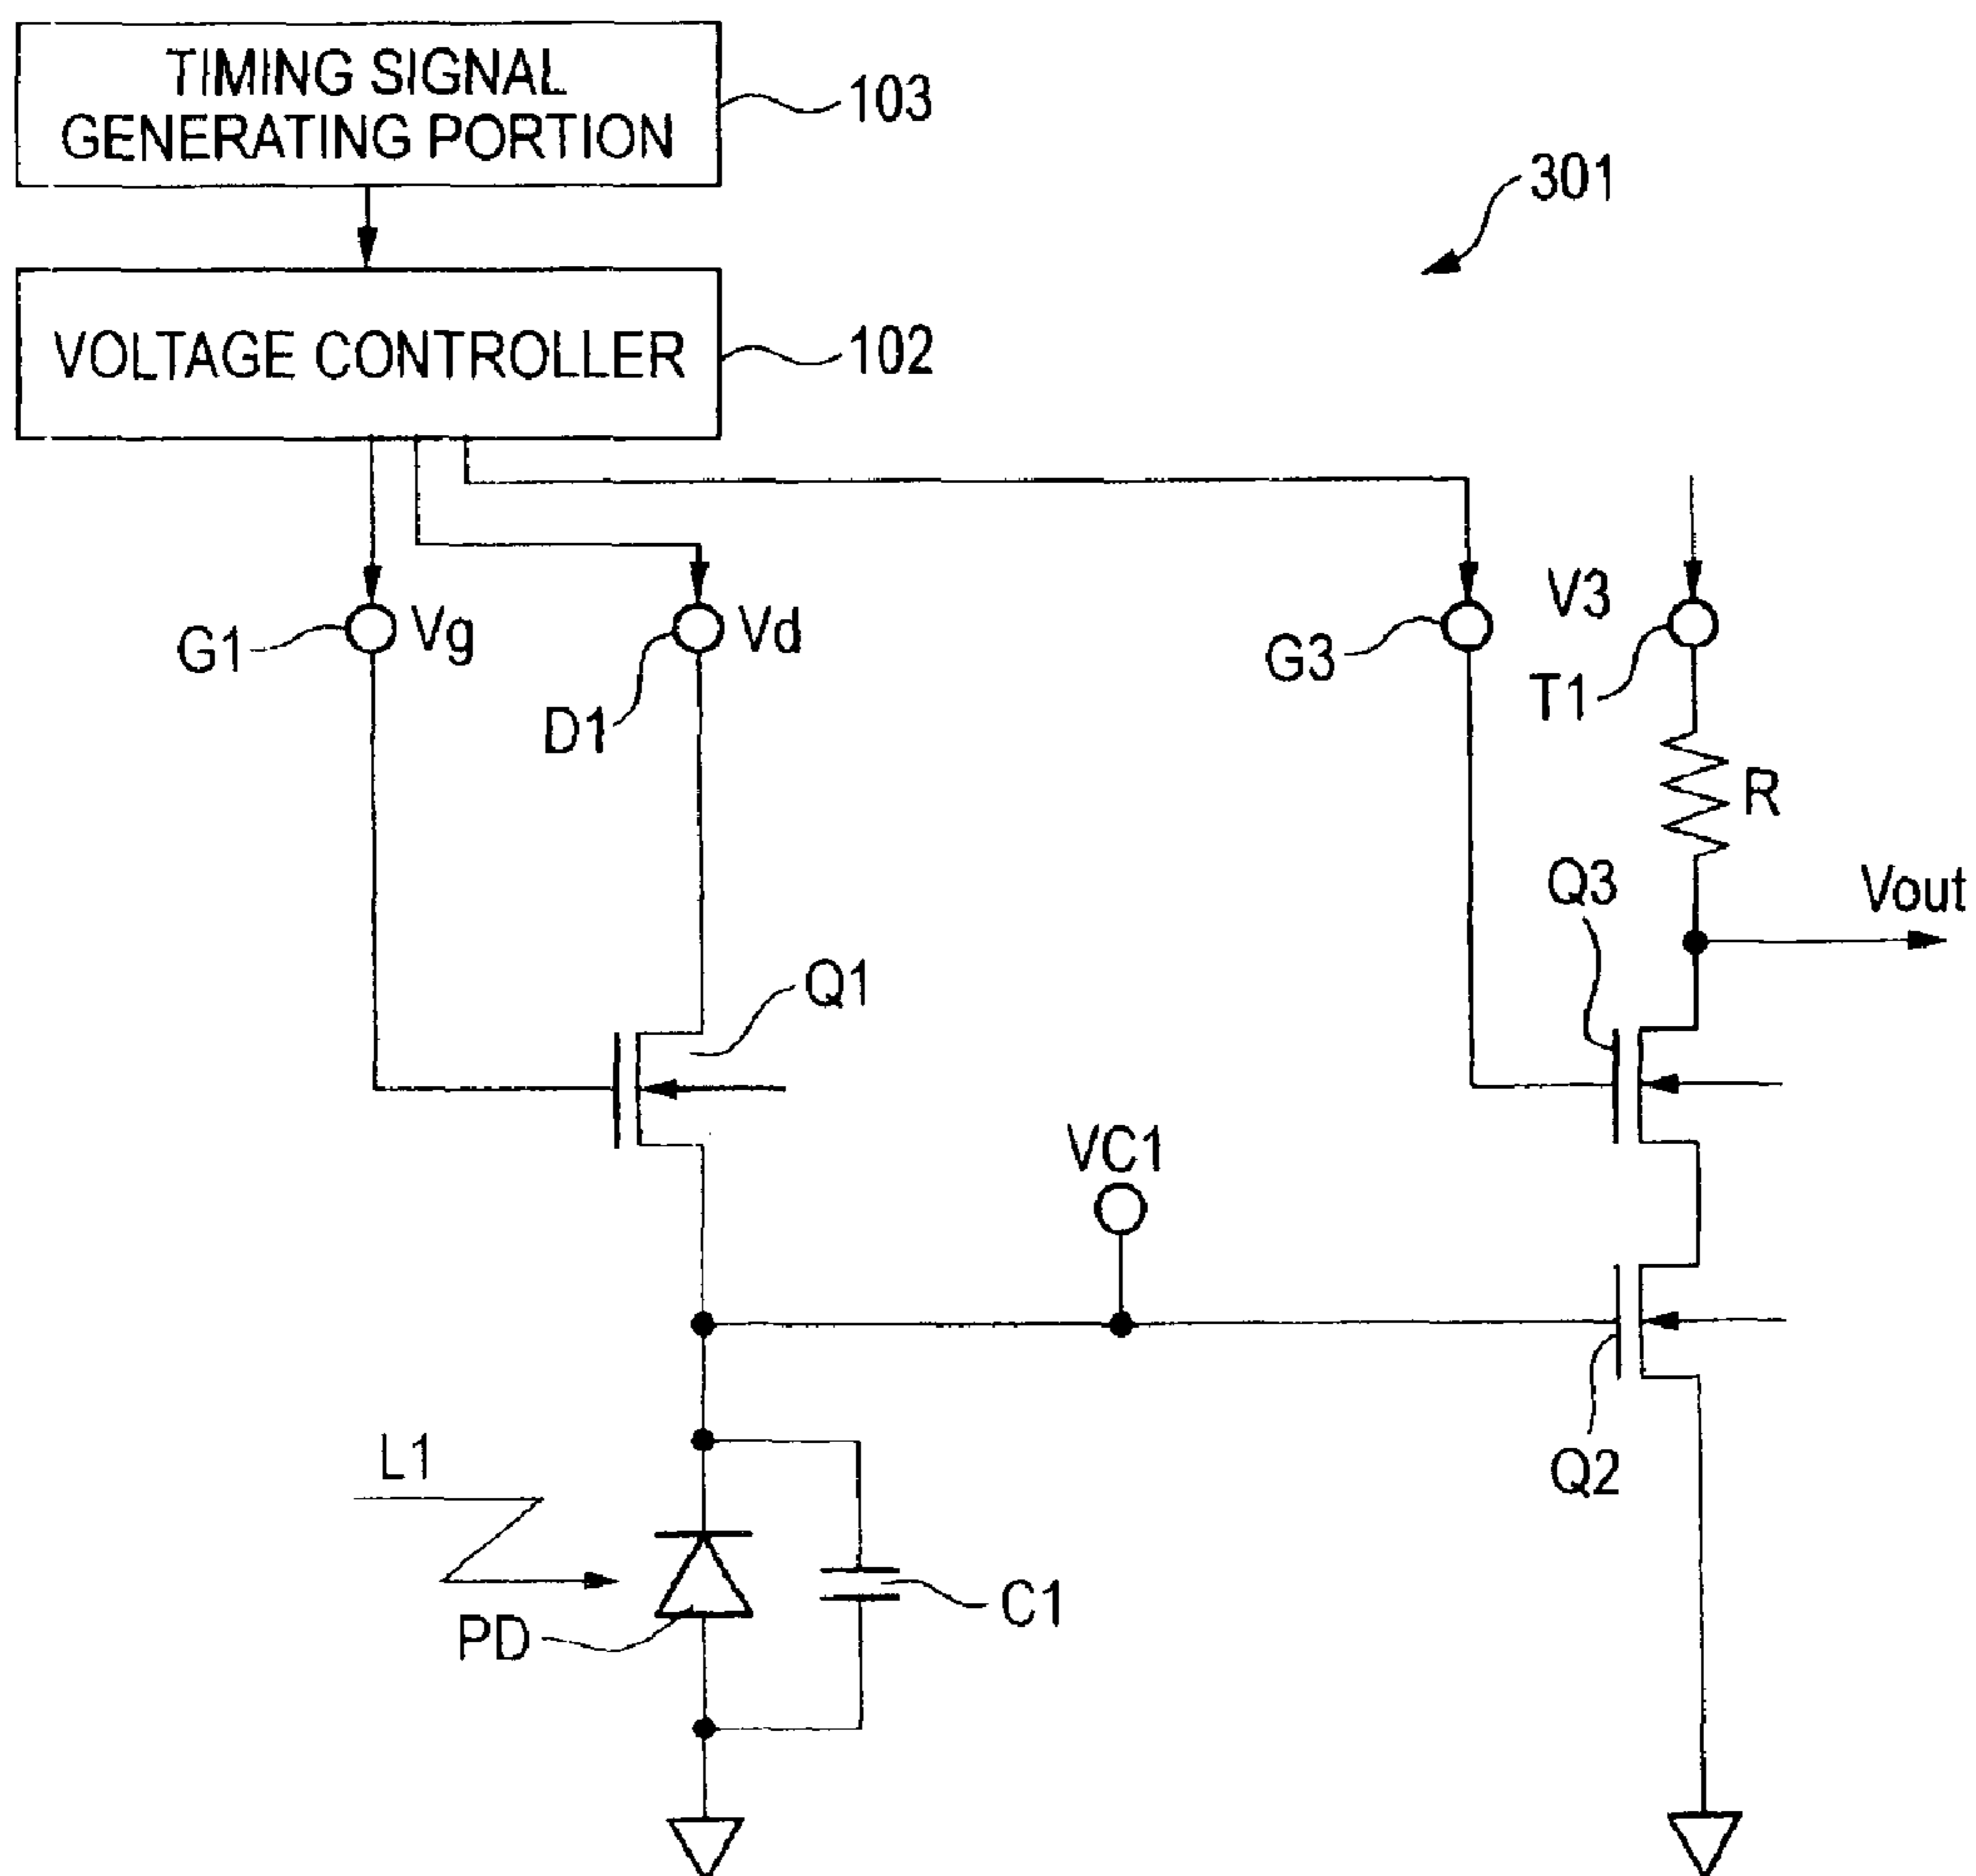 TIMING SIGNAL
GENERATING PORTION
103
301
VOLTAGE CONTROLLER
102
G1
Vg
D1
Vd
G3
V3
T1
R
Q3
Vout
Q1
VC1
Q2
L1
PD
C1